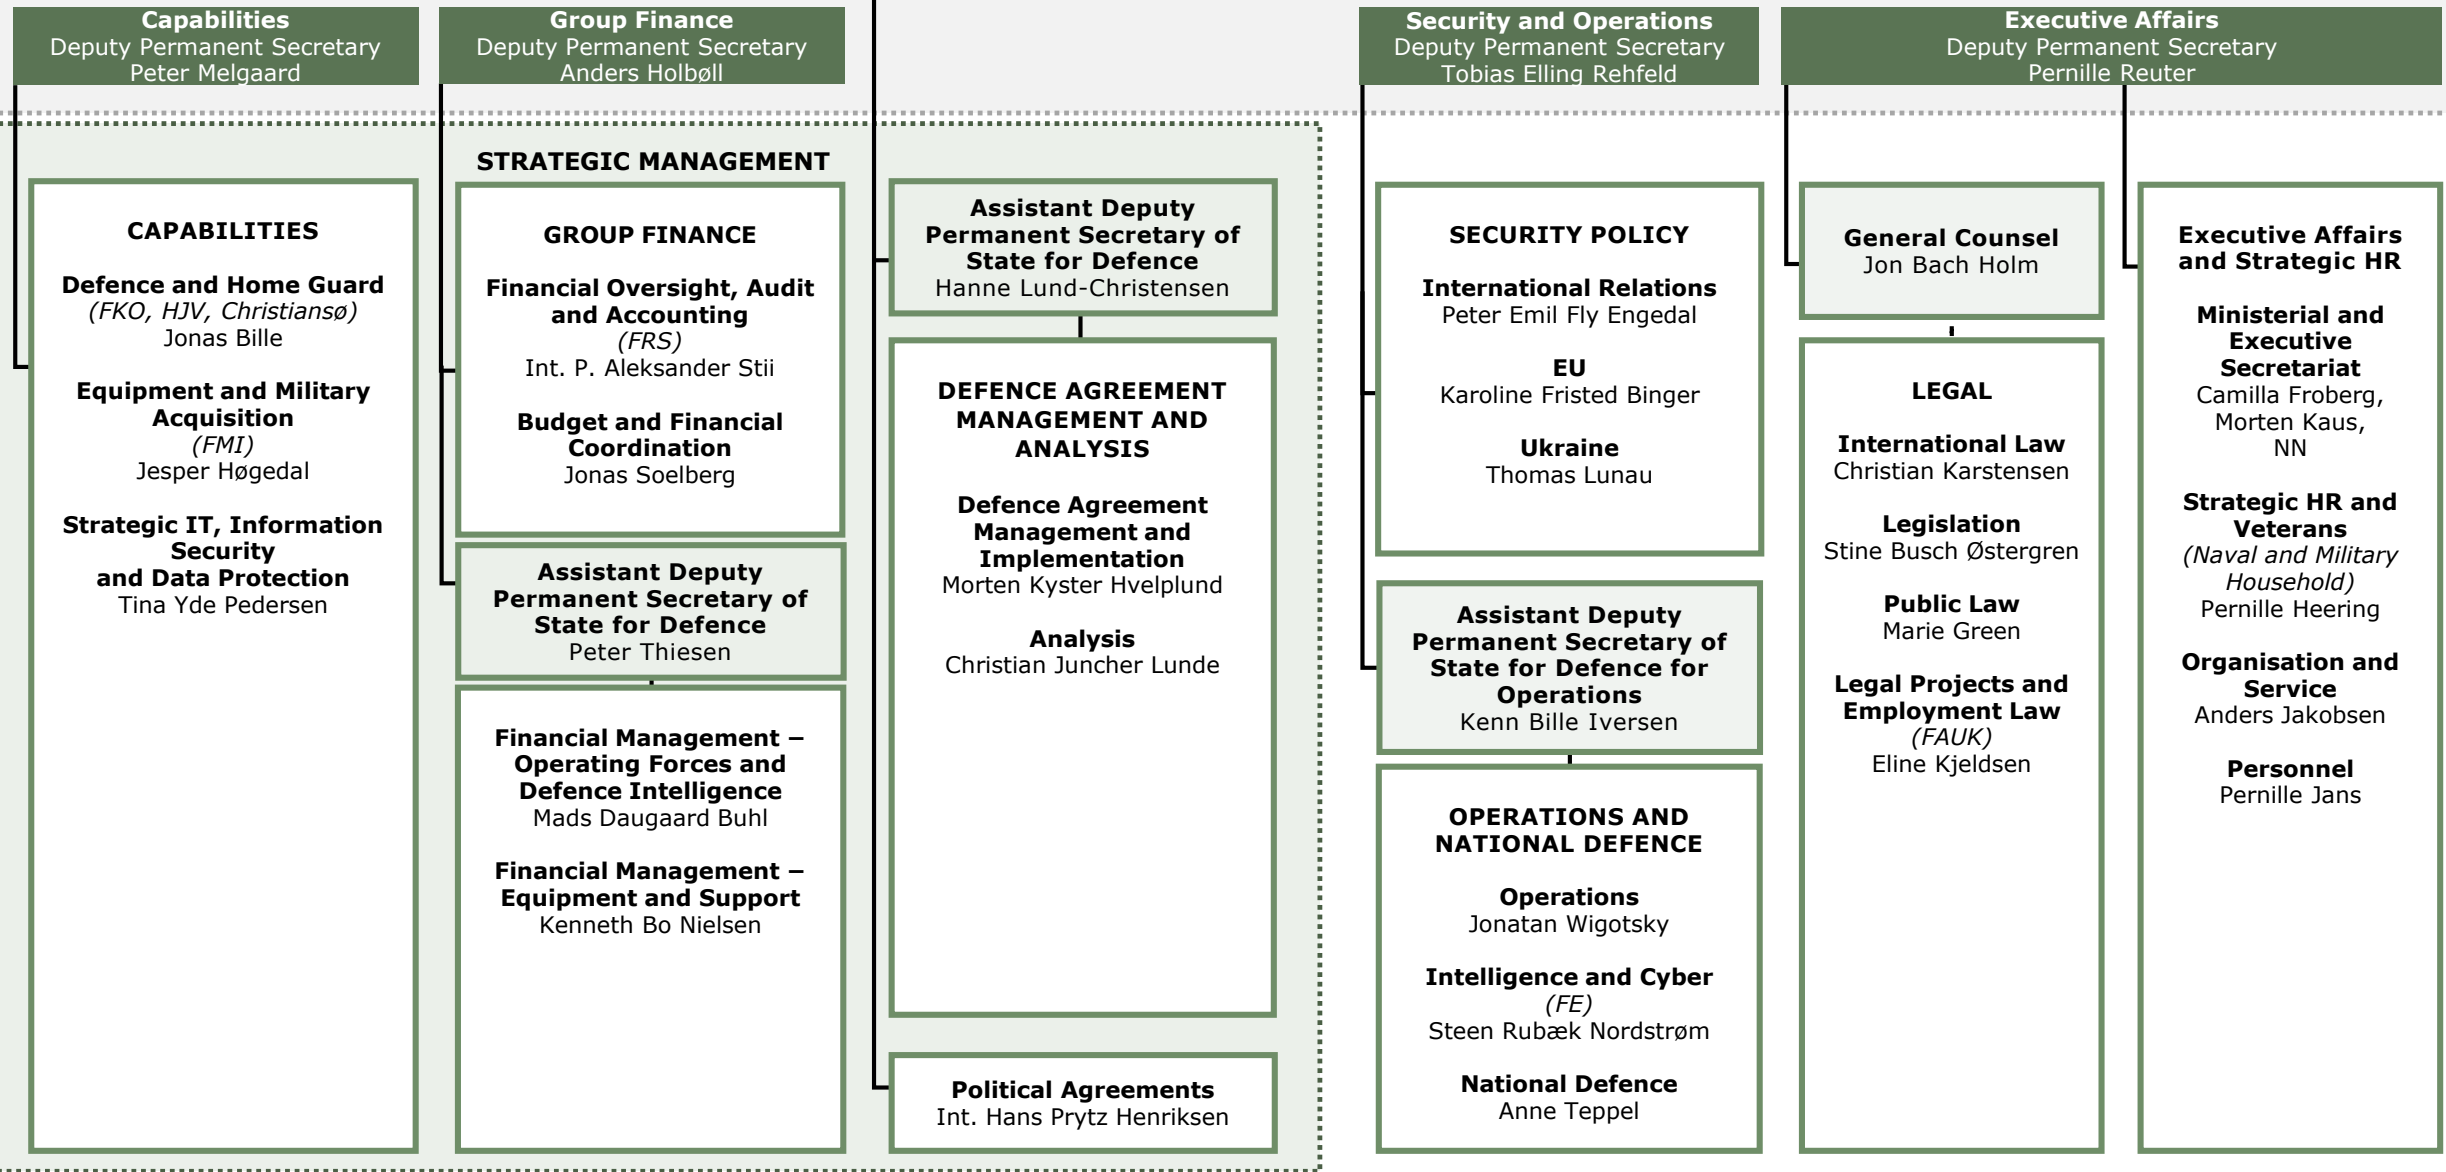 Capabilities
Deputy Permanent Secretary
Peter Melgaard
Group Finance
Deputy Permanent Secretary
Anders Holbøll
Security and Operations
Deputy Permanent Secretary
Tobias Elling Rehfeld
Executive Affairs
Deputy Permanent Secretary
Pernille Reuter
STRATEGIC MANAGEMENT
CAPABILITIES
Defence and Home Guard
(FKO, HJV, Christiansø)
Jonas Bille
Equipment and Military
Acquisition
(FMI)
Jesper Høgedal
Strategic IT, Information
Security
and Data Protection
Tina Yde Pedersen
GROUP FINANCE
Financial Oversight, Audit
and Accounting
(FRS)
Int. P. Aleksander Stii
Budget and Financial
Coordination
Jonas Soelberg
Assistant Deputy
Permanent Secretary of
State for Defence
Peter Thiesen
Financial Management –
Operating Forces and
Defence Intelligence
Mads Daugaard Buhl
Financial Management –
Equipment and Support
Kenneth Bo Nielsen
Assistant Deputy
Permanent Secretary of
State for Defence
Hanne Lund-Christensen
DEFENCE AGREEMENT
MANAGEMENT AND
ANALYSIS
Defence Agreement
Management and
Implementation
Morten Kyster Hvelplund
Analysis
Christian Juncher Lunde
Political Agreements
Int. Hans Prytz Henriksen
SECURITY POLICY
International Relations
Peter Emil Fly Engedal
EU
Karoline Fristed Binger
Ukraine
Thomas Lunau
Assistant Deputy
Permanent Secretary of
State for Defence for
Operations
Kenn Bille Iversen
OPERATIONS AND
NATIONAL DEFENCE
Operations
Jonatan Wigotsky
Intelligence and Cyber
(FE)
Steen Rubæk Nordstrøm
National Defence
Anne Teppel
General Counsel
Jon Bach Holm
LEGAL
International Law
Christian Karstensen
Legislation
Stine Busch Østergren
Public Law
Marie Green
Legal Projects and
Employment Law
(FAUK)
Eline Kjeldsen
Executive Affairs
and Strategic HR
Ministerial and
Executive
Secretariat
Camilla Froberg,
Morten Kaus,
NN
Strategic HR and
Veterans
(Naval and Military
Household)
Pernille Heering
Organisation and
Service
Anders Jakobsen
Personnel
Pernille Jans